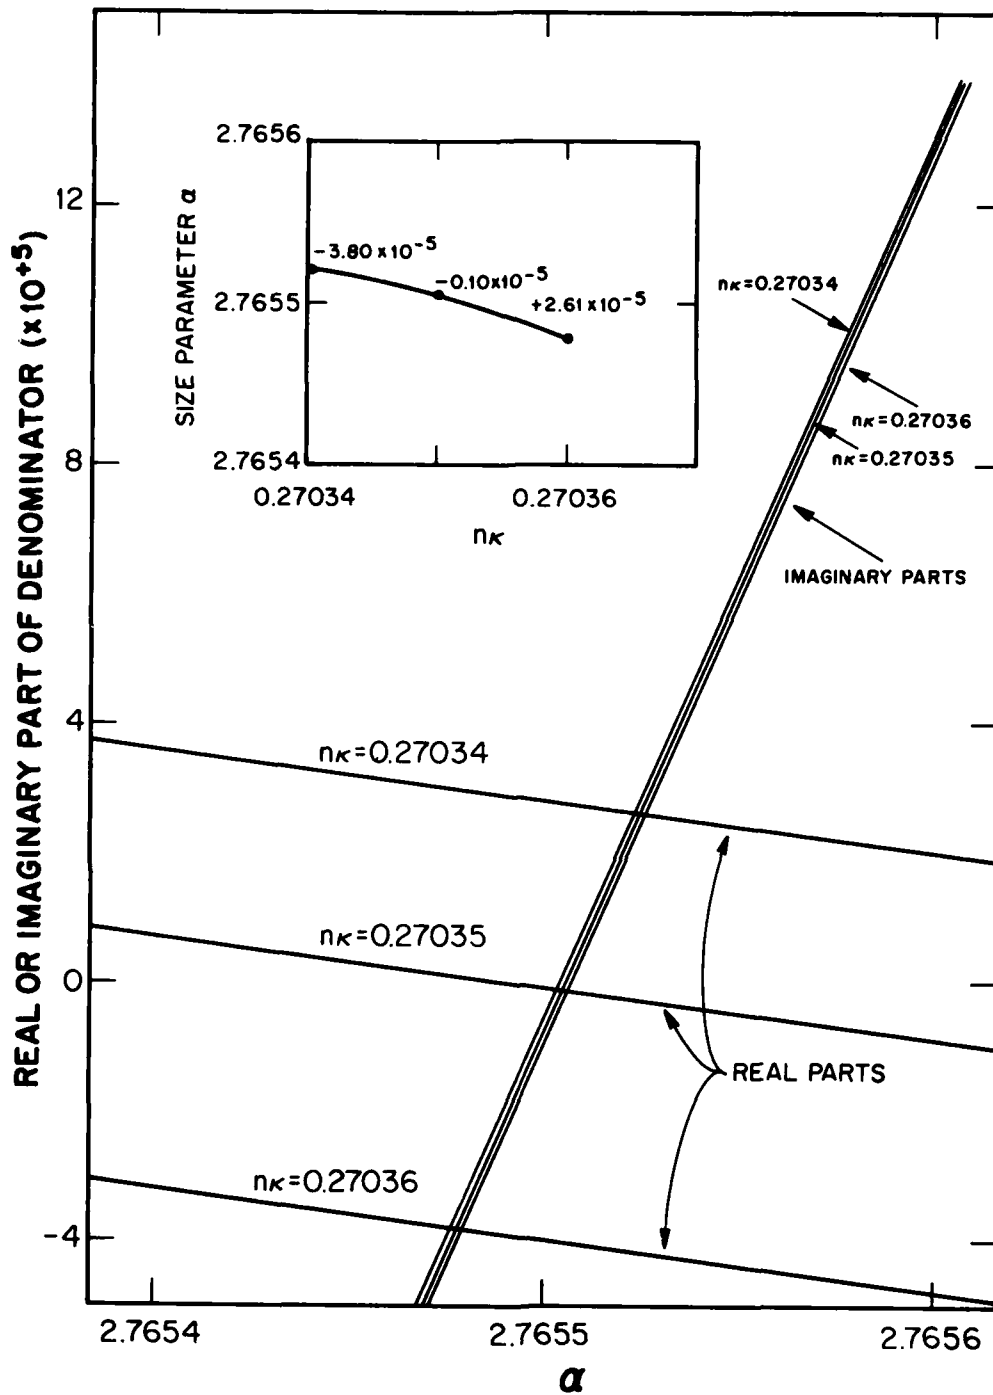 REAL OR IMAGINARY PART OF DENOMINATOR (x10⁺⁵)
12
8
4
0
-4
2.7654
2.7655
2.7656
α
SIZE PARAMETER α
2.7656
2.7655
2.7654
0.27034
0.27036
nκ
-3.80 x 10⁻⁵
-0.10x10⁻⁵
+2.61 x 10⁻⁵
nκ=0.27034
nκ=0.27036
nκ=0.27035
IMAGINARY PARTS
nκ=0.27034
nκ=0.27035
REAL PARTS
nκ=0.27036